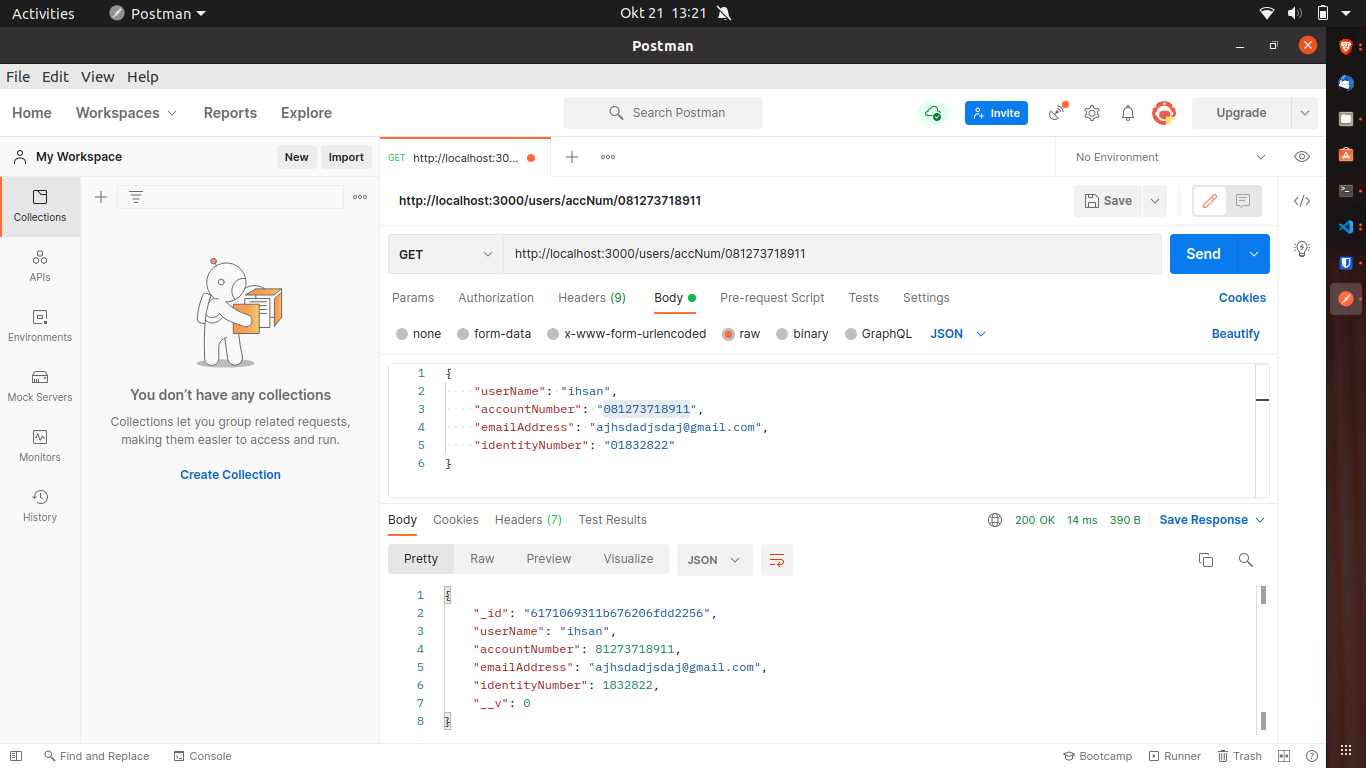 Activities Postman Okt 21 13:21
Postman
File Edit View Help
Home Workspaces Reports Explore Search Postman Invite Upgrade
My Workspace New Import GET http://localhost:30... No Environment
http://localhost:3000/users/accNum/081273718911 Save
Collections
APIs
Environments
Mock Servers
Monitors
History
You don’t have any collections
Collections let you group related requests,
making them easier to access and run.
Create Collection
GET http://localhost:3000/users/accNum/081273718911 Send
Params Authorization Headers (9) Body Pre-request Script Tests Settings Cookies
none form-data x-www-form-urlencoded raw binary GraphQL JSON Beautify
1 {
2 "userName": "ihsan",
3 "accountNumber": "081273718911",
4 "emailAddress": "ajhsdadjsdaj@gmail.com",
5 "identityNumber": "01832822"
6 }
Body Cookies Headers (7) Test Results 200 OK 14 ms 390 B Save Response
Pretty Raw Preview Visualize JSON
1 {
2 "_id": "6171069311b676206fdd2256",
3 "userName": "ihsan",
4 "accountNumber": 81273718911,
5 "emailAddress": "ajhsdadjsdaj@gmail.com",
6 "identityNumber": 1832822,
7 "__v": 0
8 }
Find and Replace Console Bootcamp Runner Trash